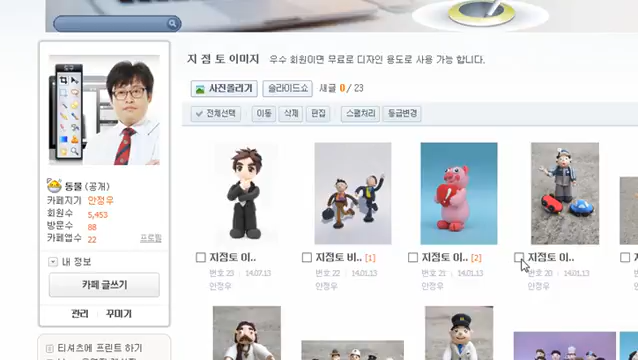 지 점 토 이미지 우수 회원이면 무료로 디자인 용도로 사용 가능 합니다.
사진올리기 슬라이드쇼 새글 0 / 23
전체선택 이동 삭제 편집 스팸처리 등급변경
도구
동물 (공개)
카페지기 안정우
회원수 5,453
방문수 88
카페앱수 22 프로필
내 정보
카페 글쓰기
관리 꾸미기
티셔츠에 프린트 하기
지점토 이.. 지점토 비.. [1] 지점토 이.. [2] 지점토 이..
번호 23 14.07.13 번호 22 14.01.13 번호 21 14.01.13 번호 20 14.01.13
안정우 안정우 안정우 안정우